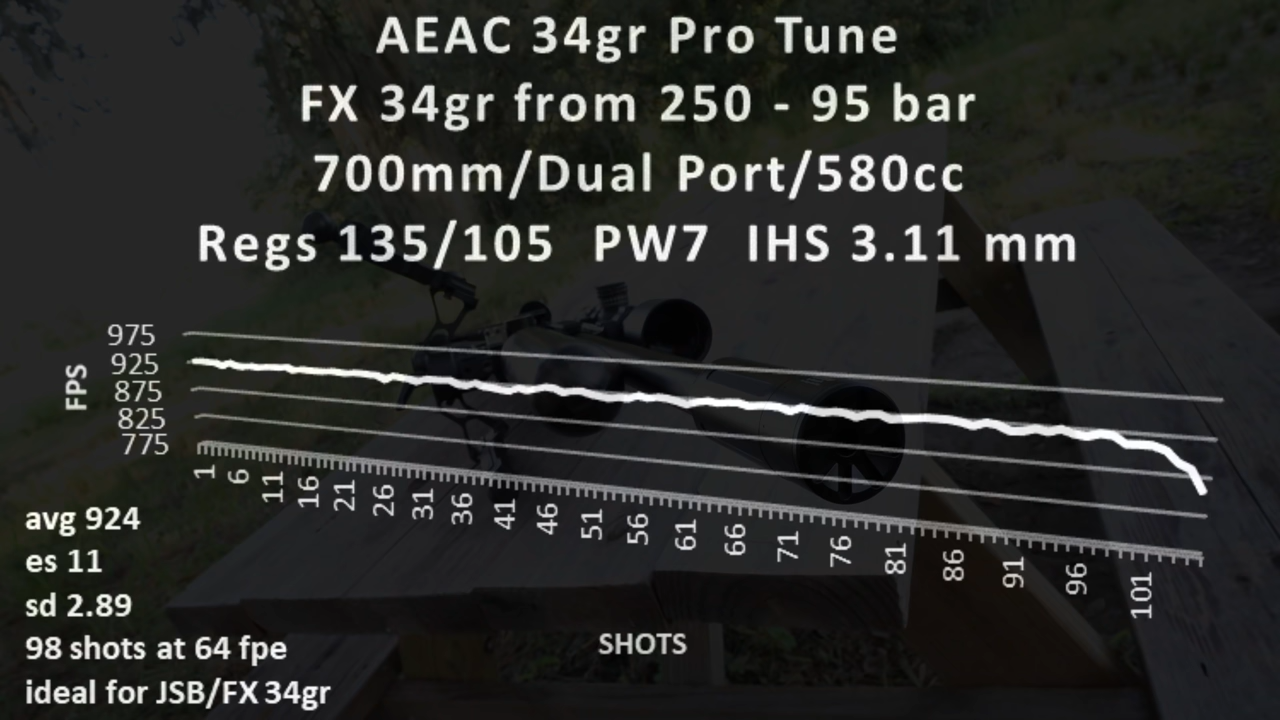 AEAC 34gr Pro Tune
FX 34gr from 250 - 95 bar
700mm/Dual Port/580cc
Regs 135/105 PW7 IHS 3.11 mm
FPS
975
925
875
825
775
1 6 11 16 21 26 31 36 41 46 51 56 61 66 71 76 81 86 91 96 101
SHOTS
avg 924
es 11
sd 2.89
98 shots at 64 fpe
ideal for JSB/FX 34gr